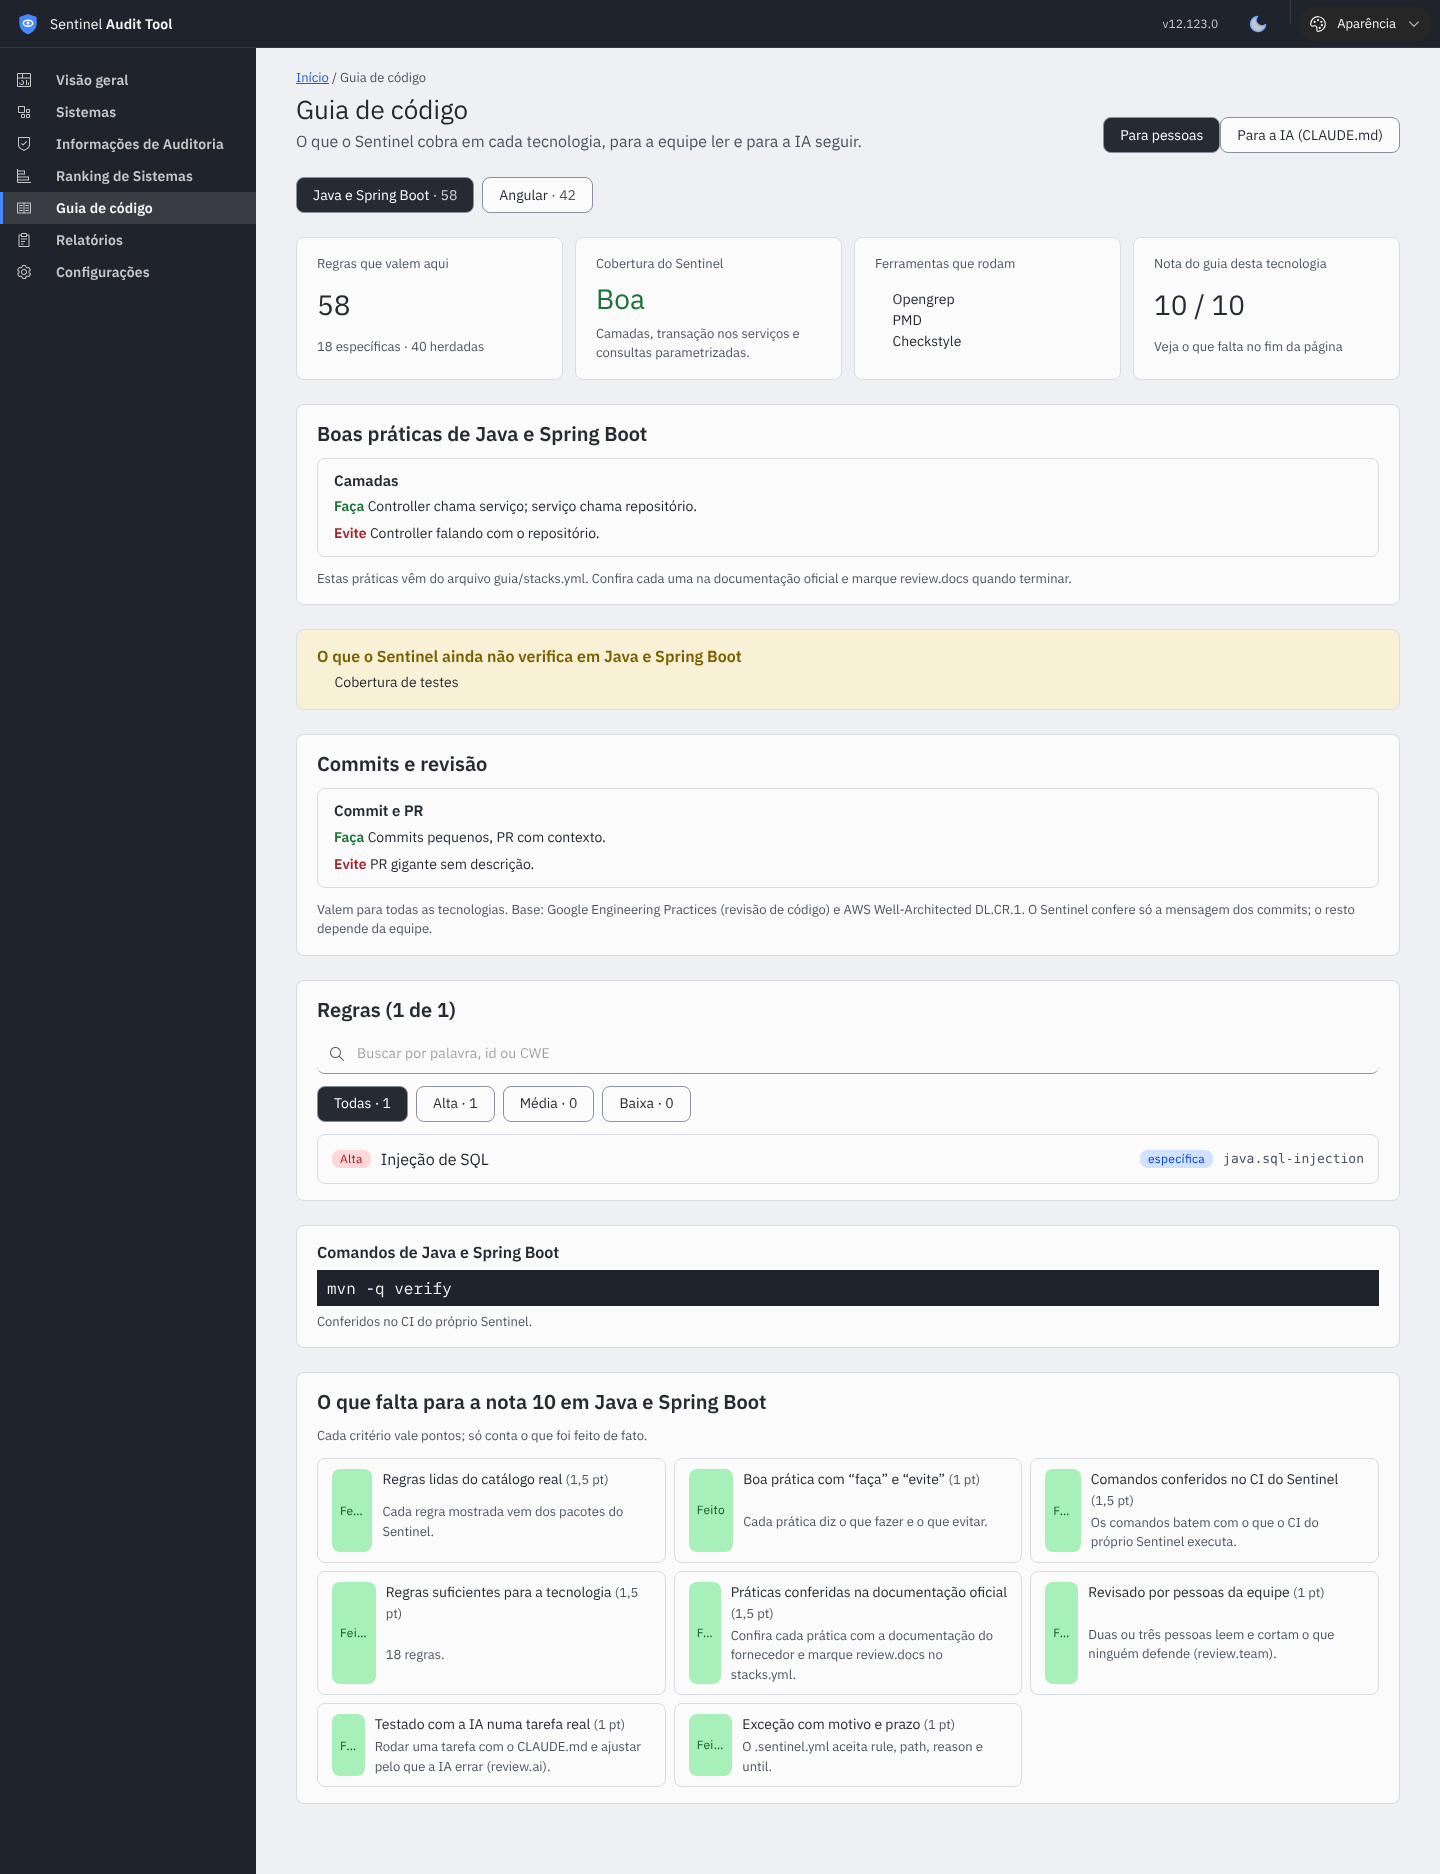 Sentinel Audit Tool
v12.123.0
Aparência
Visão geral
Sistemas
Informações de Auditoria
Ranking de Sistemas
Guia de código
Relatórios
Configurações
Início / Guia de código
Guia de código
O que o Sentinel cobra em cada tecnologia, para a equipe ler e para a IA seguir.
Para pessoas
Para a IA (CLAUDE.md)
Java e Spring Boot · 58
Angular · 42
Regras que valem aqui
58
18 específicas · 40 herdadas
Cobertura do Sentinel
Boa
Camadas, transação nos serviços e
consultas parametrizadas.
Ferramentas que rodam
Opengrep
PMD
Checkstyle
Nota do guia desta tecnologia
10 / 10
Veja o que falta no fim da página
Boas práticas de Java e Spring Boot
Camadas
Faça Controller chama serviço; serviço chama repositório.
Evite Controller falando com o repositório.
Estas práticas vêm do arquivo guia/stacks.yml. Confira cada uma na documentação oficial e marque review.docs quando terminar.
O que o Sentinel ainda não verifica em Java e Spring Boot
Cobertura de testes
Commits e revisão
Commit e PR
Faça Commits pequenos, PR com contexto.
Evite PR gigante sem descrição.
Valem para todas as tecnologias. Base: Google Engineering Practices (revisão de código) e AWS Well-Architected DL.CR.1. O Sentinel confere só a mensagem dos commits; o resto
depende da equipe.
Regras (1 de 1)
Buscar por palavra, id ou CWE
Todas · 1
Alta · 1
Média · 0
Baixa · 0
Alta
Injeção de SQL
específica
java.sql-injection
Comandos de Java e Spring Boot
mvn -q verify
Conferidos no CI do próprio Sentinel.
O que falta para a nota 10 em Java e Spring Boot
Cada critério vale pontos; só conta o que foi feito de fato.
Fe...
Regras lidas do catálogo real (1,5 pt)
Cada regra mostrada vem dos pacotes do
Sentinel.
Feito
Boa prática com “faça” e “evite” (1 pt)
Cada prática diz o que fazer e o que evitar.
F...
Comandos conferidos no CI do Sentinel
(1,5 pt)
Os comandos batem com o que o CI do
próprio Sentinel executa.
Fei...
Regras suficientes para a tecnologia (1,5
pt)
18 regras.
F...
Práticas conferidas na documentação oficial
(1,5 pt)
Confira cada prática com a documentação do
fornecedor e marque review.docs no
stacks.yml.
F...
Revisado por pessoas da equipe (1 pt)
Duas ou três pessoas leem e cortam o que
ninguém defende (review.team).
F...
Testado com a IA numa tarefa real (1 pt)
Rodar uma tarefa com o CLAUDE.md e ajustar
pelo que a IA errar (review.ai).
Fei...
Exceção com motivo e prazo (1 pt)
O .sentinel.yml aceita rule, path, reason e
until.